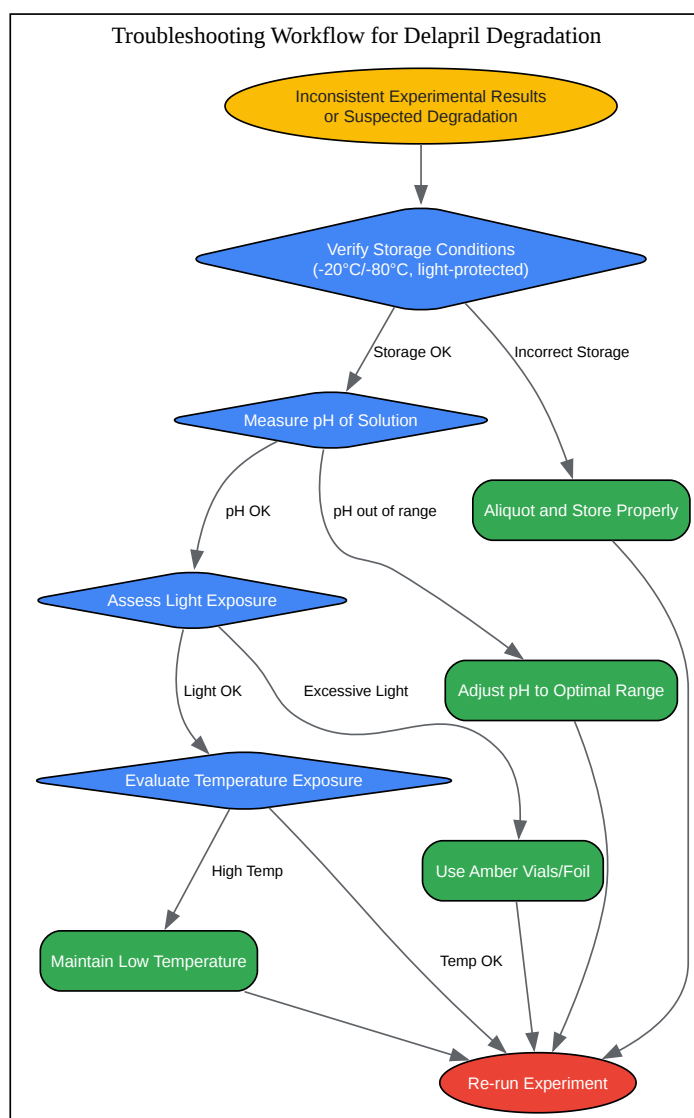 Troubleshooting Workflow for Delapril Degradation
Inconsistent Experimental Results
or Suspected Degradation
Verify Storage Conditions
(-20°C/-80°C, light-protected)
Storage OK
Incorrect Storage
Measure pH of Solution
Aliquot and Store Properly
pH OK
pH out of range
Assess Light Exposure
Adjust pH to Optimal Range
Light OK
Excessive Light
Evaluate Temperature Exposure
Use Amber Vials/Foil
High Temp
Maintain Low Temperature
Temp OK
Re-run Experiment